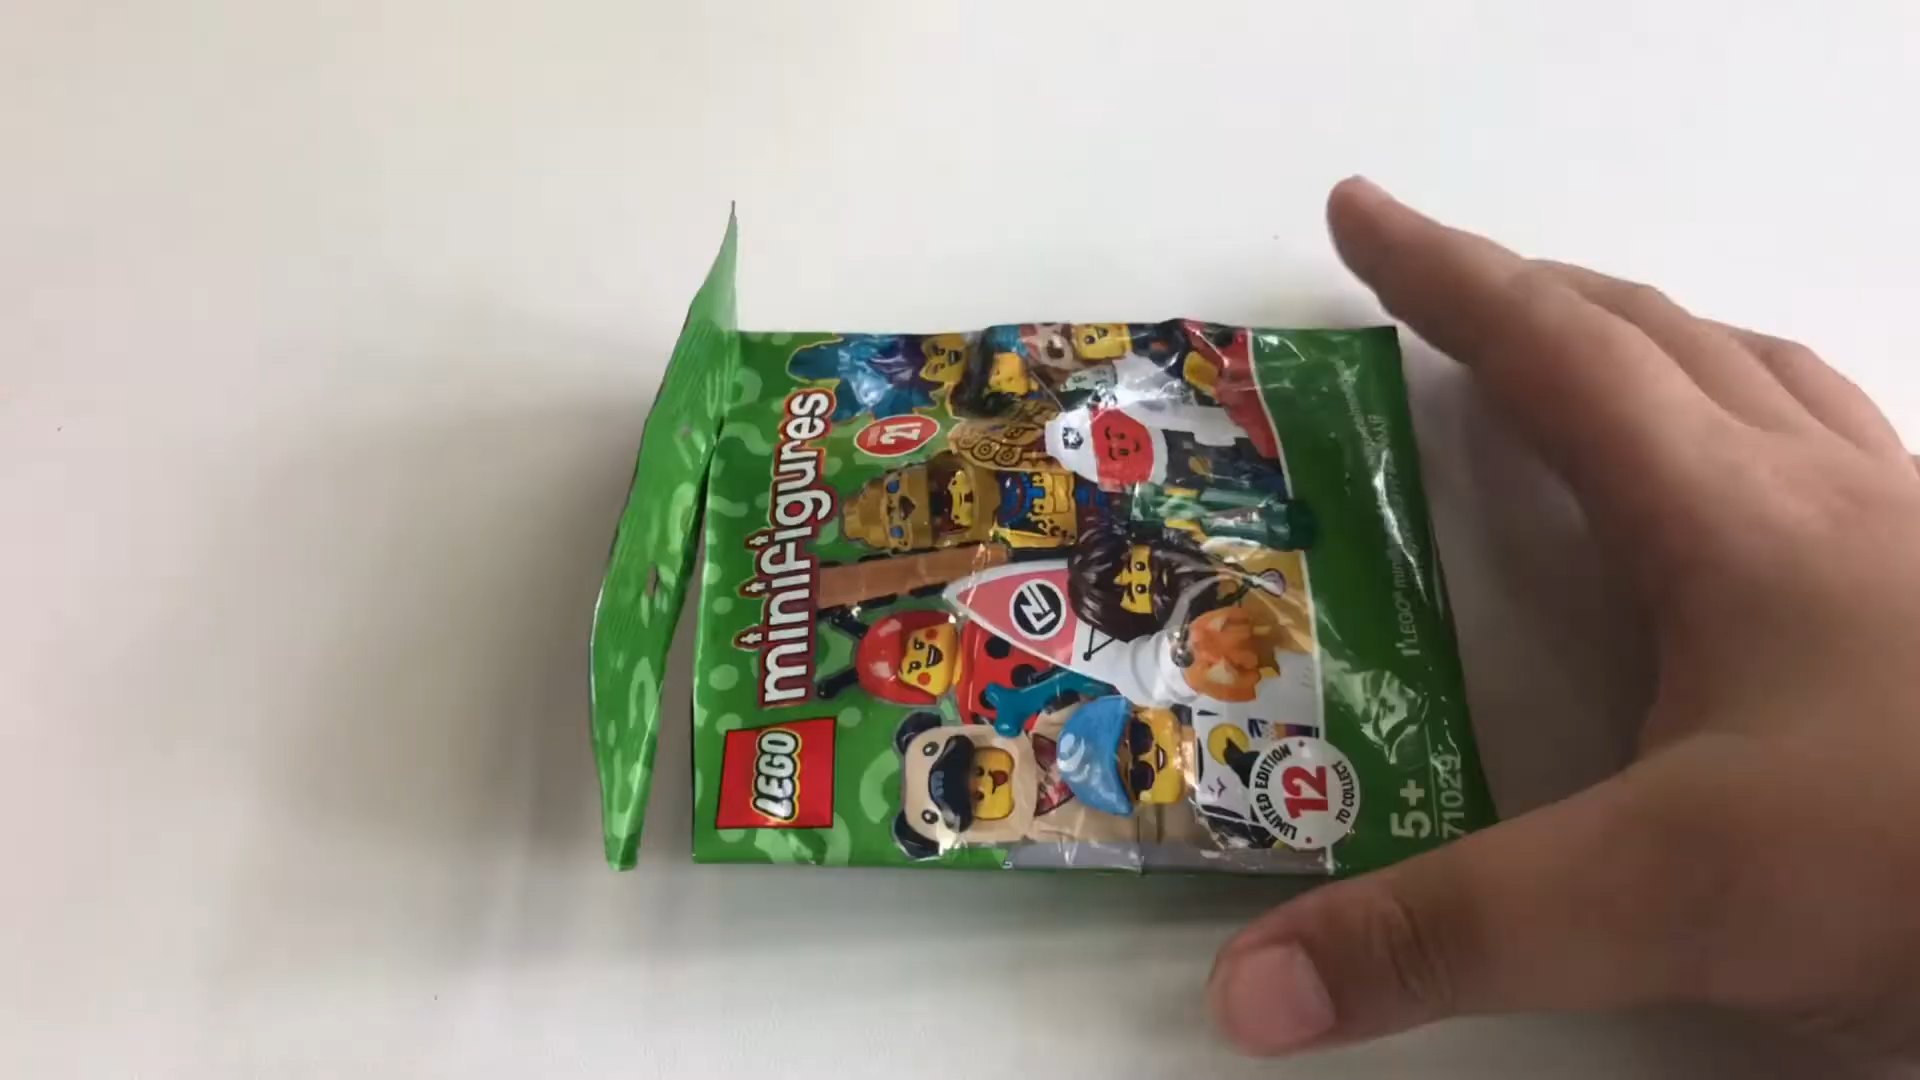 LEGO
minifigures
21
LIMITED EDITION
12
TO COLLECT
5+
71029